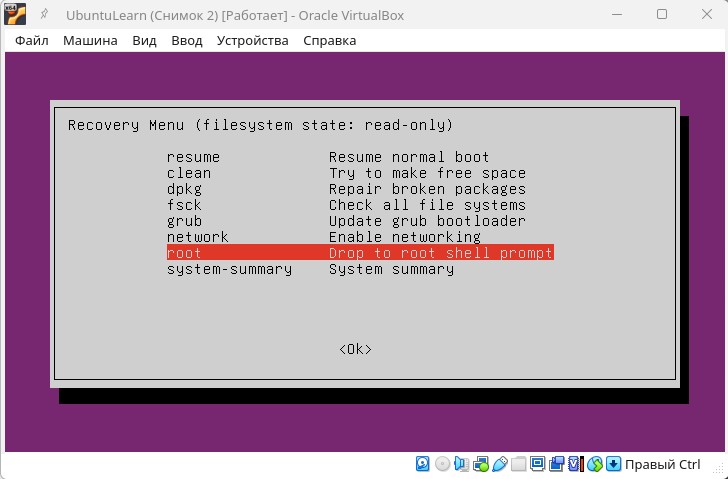 UbuntuLearn (Снимок 2) [Работает] - Oracle VirtualBox
Файл Машина Вид Ввод Устройства Справка
Recovery Menu (filesystem state: read-only)
resume Resume normal boot
clean Try to make free space
dpkg Repair broken packages
fsck Check all file systems
grub Update grub bootloader
network Enable networking
root Drop to root shell prompt
system-summary System summary
<Ok>
Правый Ctrl